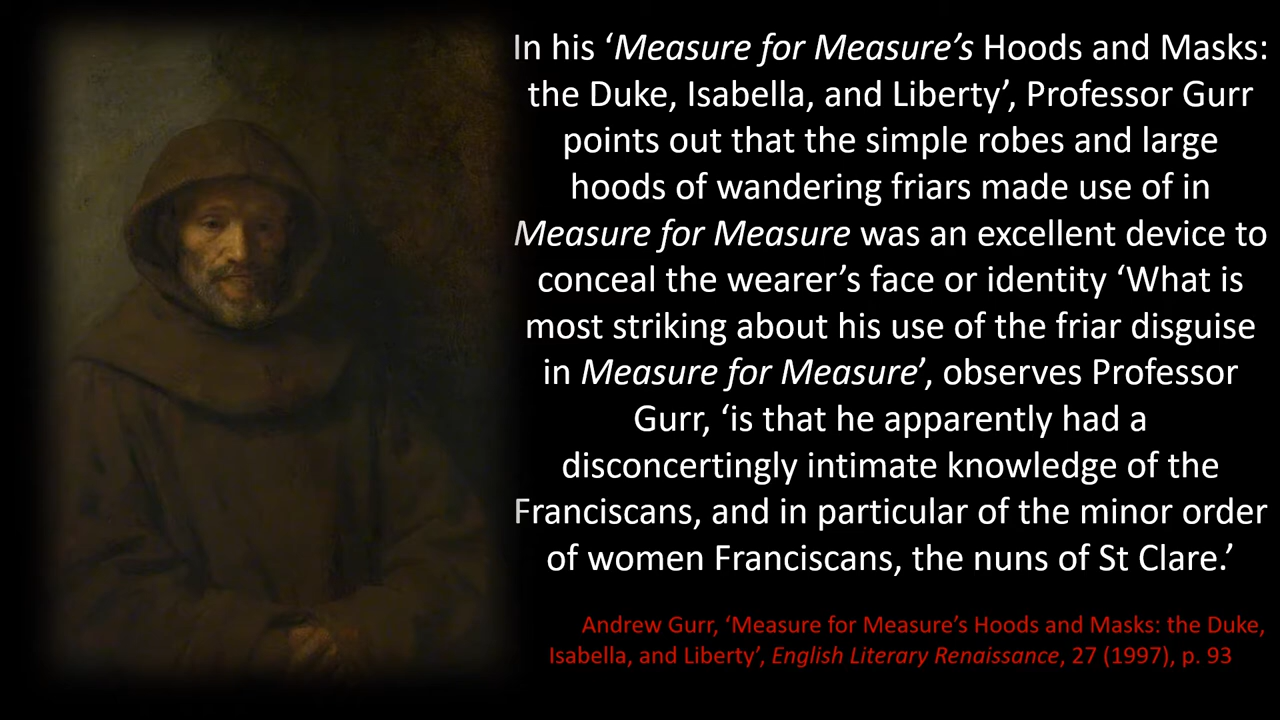 In his ‘Measure for Measure’s Hoods and Masks:
the Duke, Isabella, and Liberty’, Professor Gurr
points out that the simple robes and large
hoods of wandering friars made use of in
Measure for Measure was an excellent device to
conceal the wearer’s face or identity ‘What is
most striking about his use of the friar disguise
in Measure for Measure’, observes Professor
Gurr, ‘is that he apparently had a
disconcertingly intimate knowledge of the
Franciscans, and in particular of the minor order
of women Franciscans, the nuns of St Clare.’
Andrew Gurr, ‘Measure for Measure’s Hoods and Masks: the Duke,
Isabella, and Liberty’, English Literary Renaissance, 27 (1997), p. 93